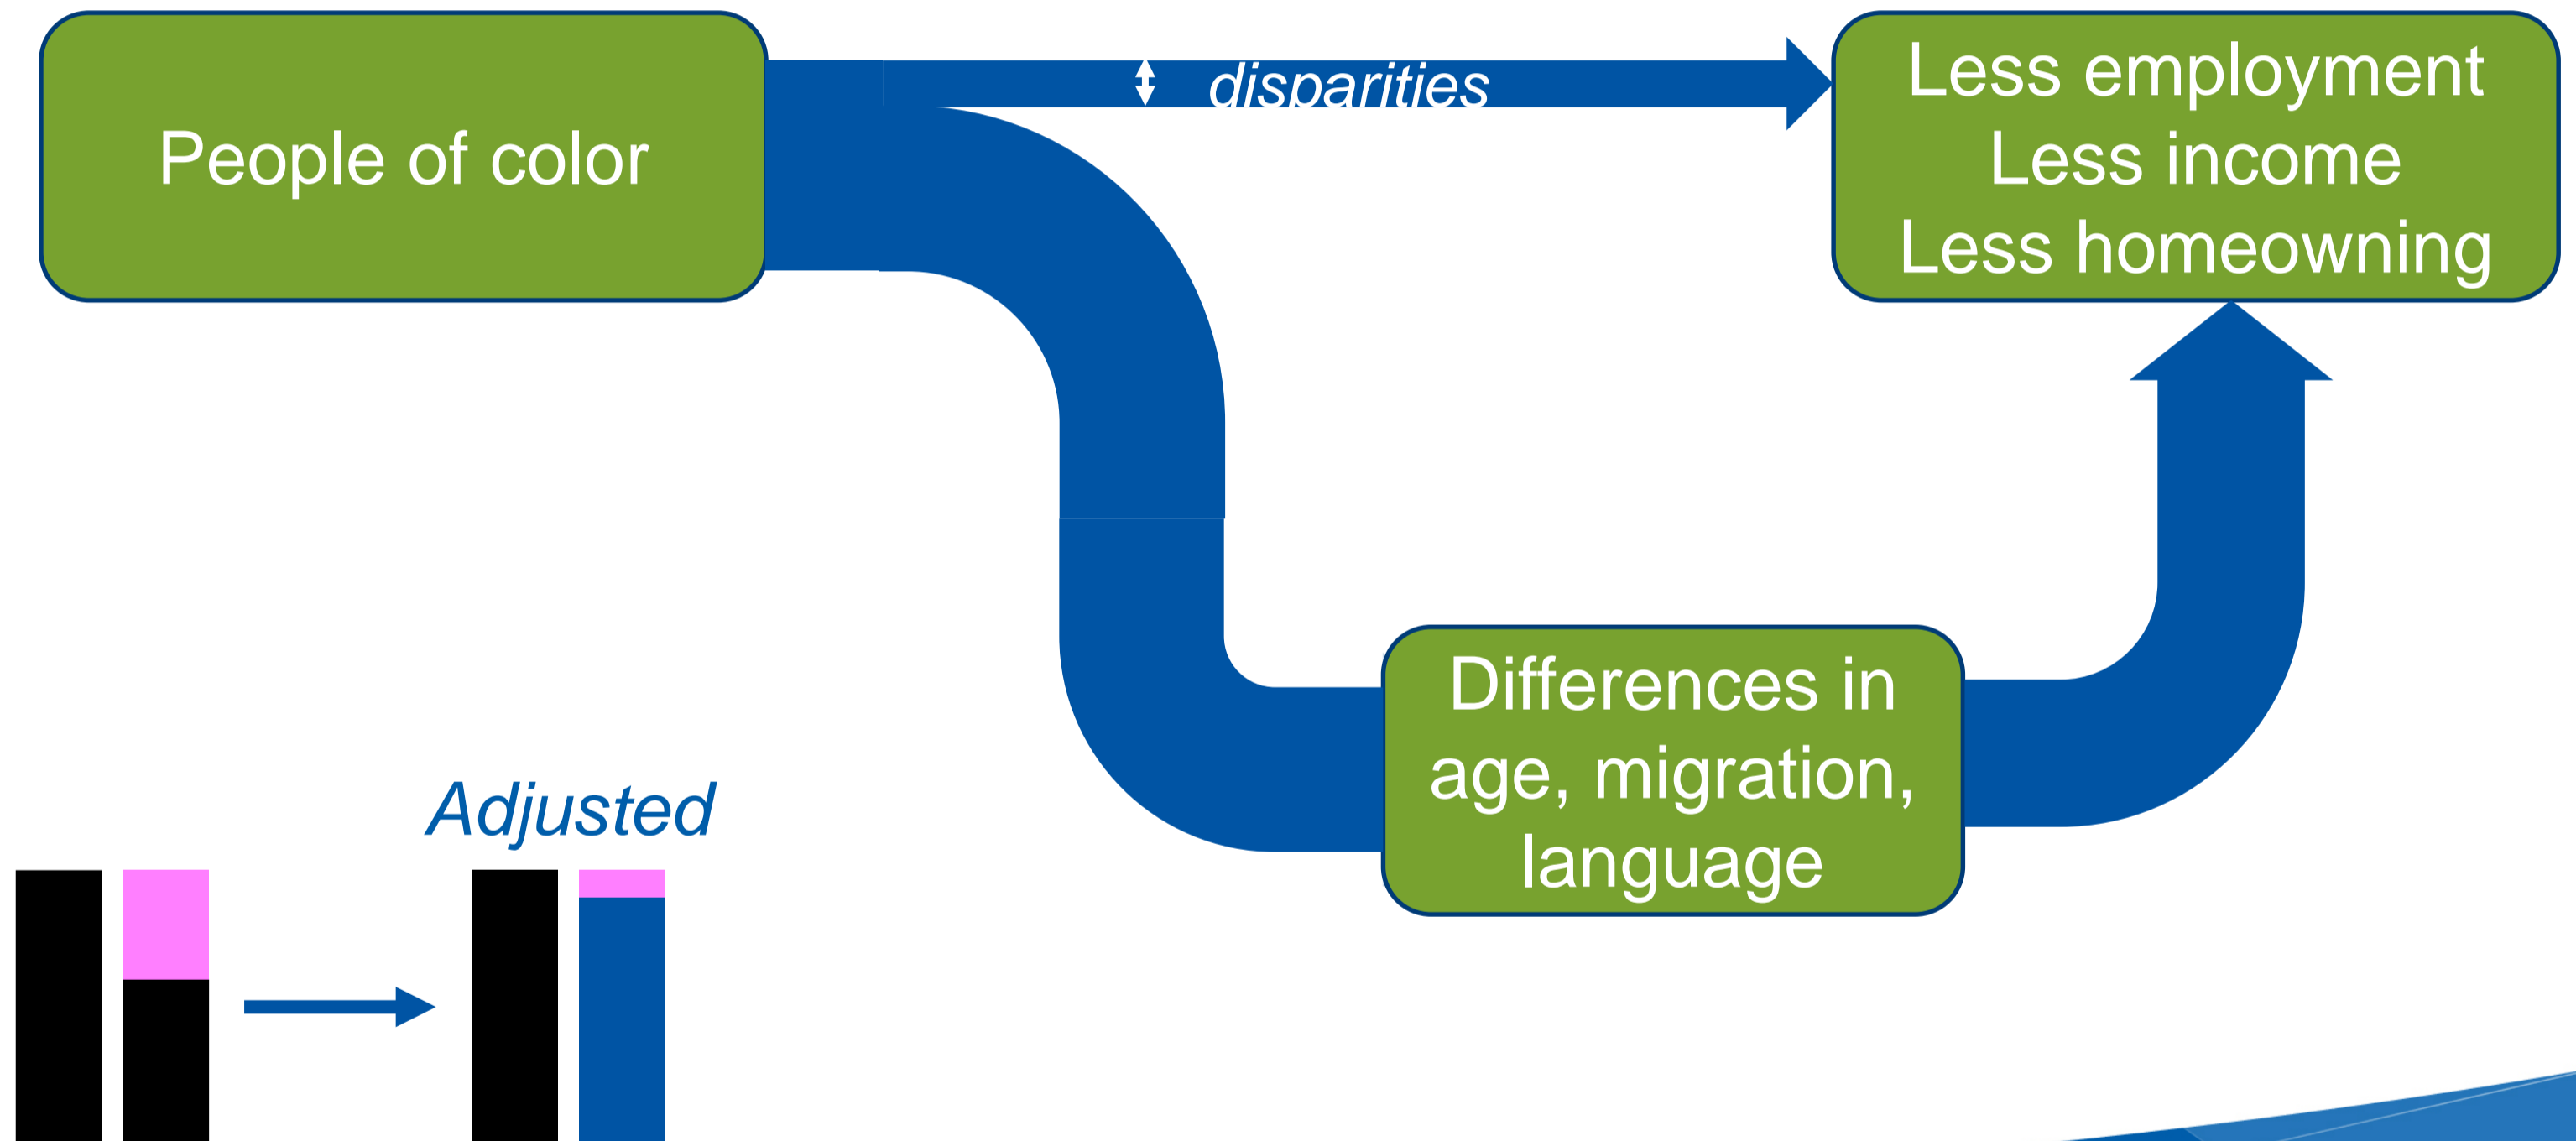 People of color
disparities
Less employment
Less income
Less homeowning
Differences in
age, migration,
language
Adjusted